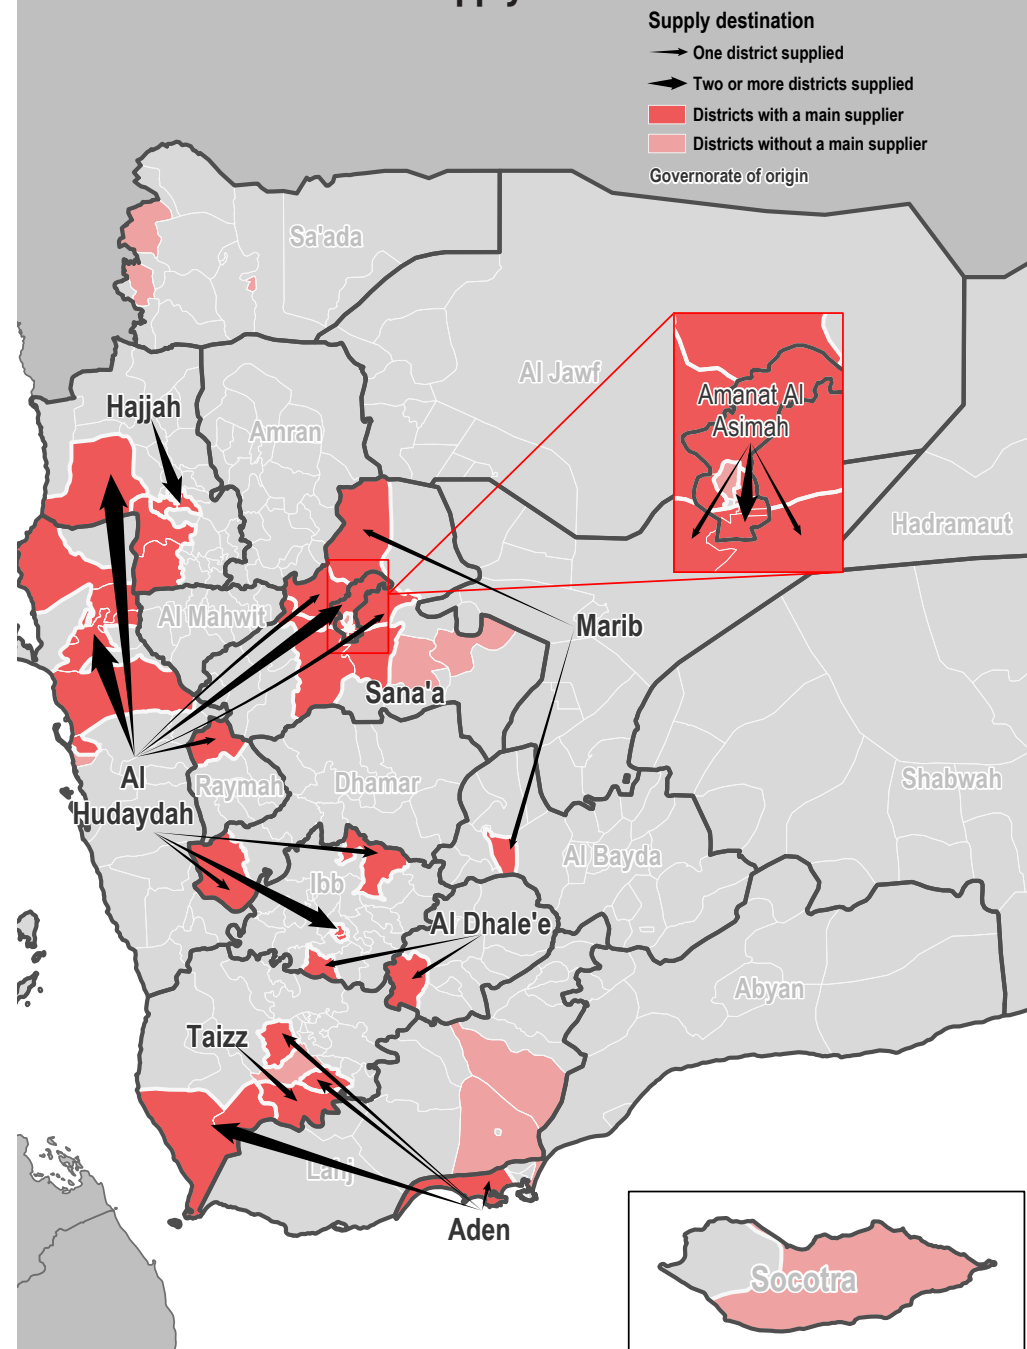 Supply destination
One district supplied
Two or more districts supplied
Districts with a main supplier
Districts without a main supplier
Governorate of origin
Sa'ada
Al Jawf
Amanat Al
Asimah
Hajjah
Amran
Hadramaut
Al Mahwit
Marib
Sana'a
Al
Hudaydah
Raymah
Dhamar
Shabwah
Al Bayda
Ibb
Al Dhale'e
Abyan
Taizz
Lahj
Aden
Socotra